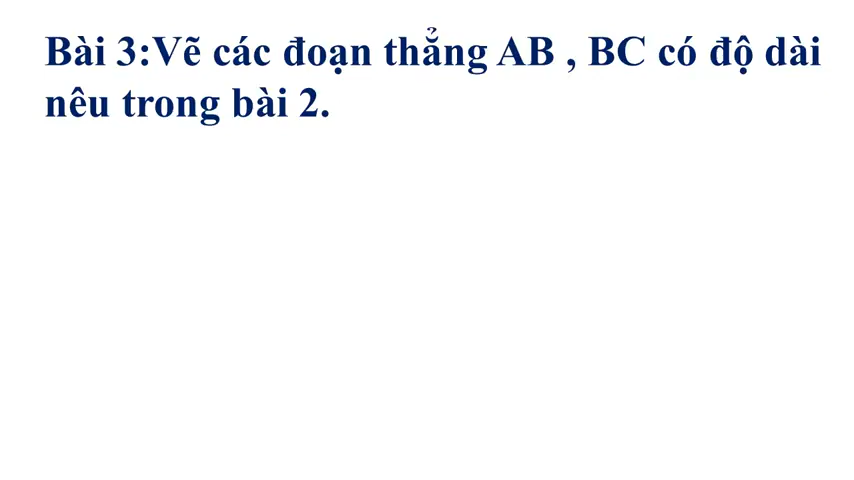 Bài 3:Vẽ các đoạn thẳng AB , BC có độ dài
nêu trong bài 2.